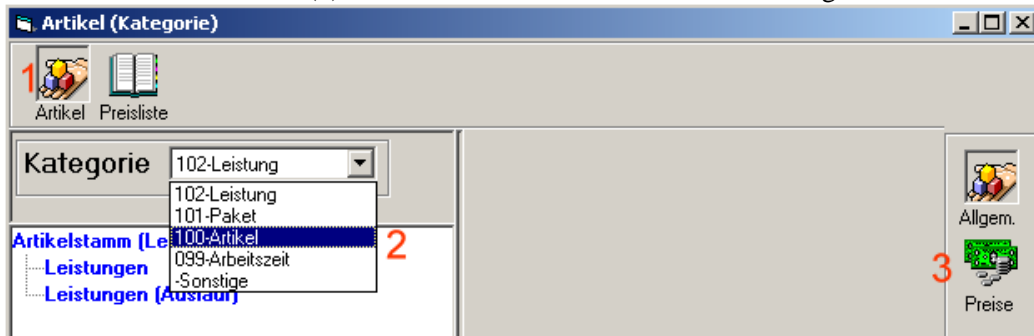 Artikel (Kategorie)
1
Artikel Preisliste
Kategorie 102-Leistung
102-Leistung
101-Paket
100-Artikel 2
099-Arbeitszeit
-Sonstige
Artikelstamm (Le
Leistungen
Leistungen (Auslauf)
Allgem.
3
Preise